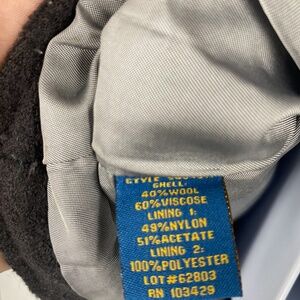 STYLE
SHELL:
40%WOOL
60%VISCOSE
LINING 1:
49%NYLON
51%ACETATE
LINING 2:
100%POLYESTER
LOT#62803
RN 103429